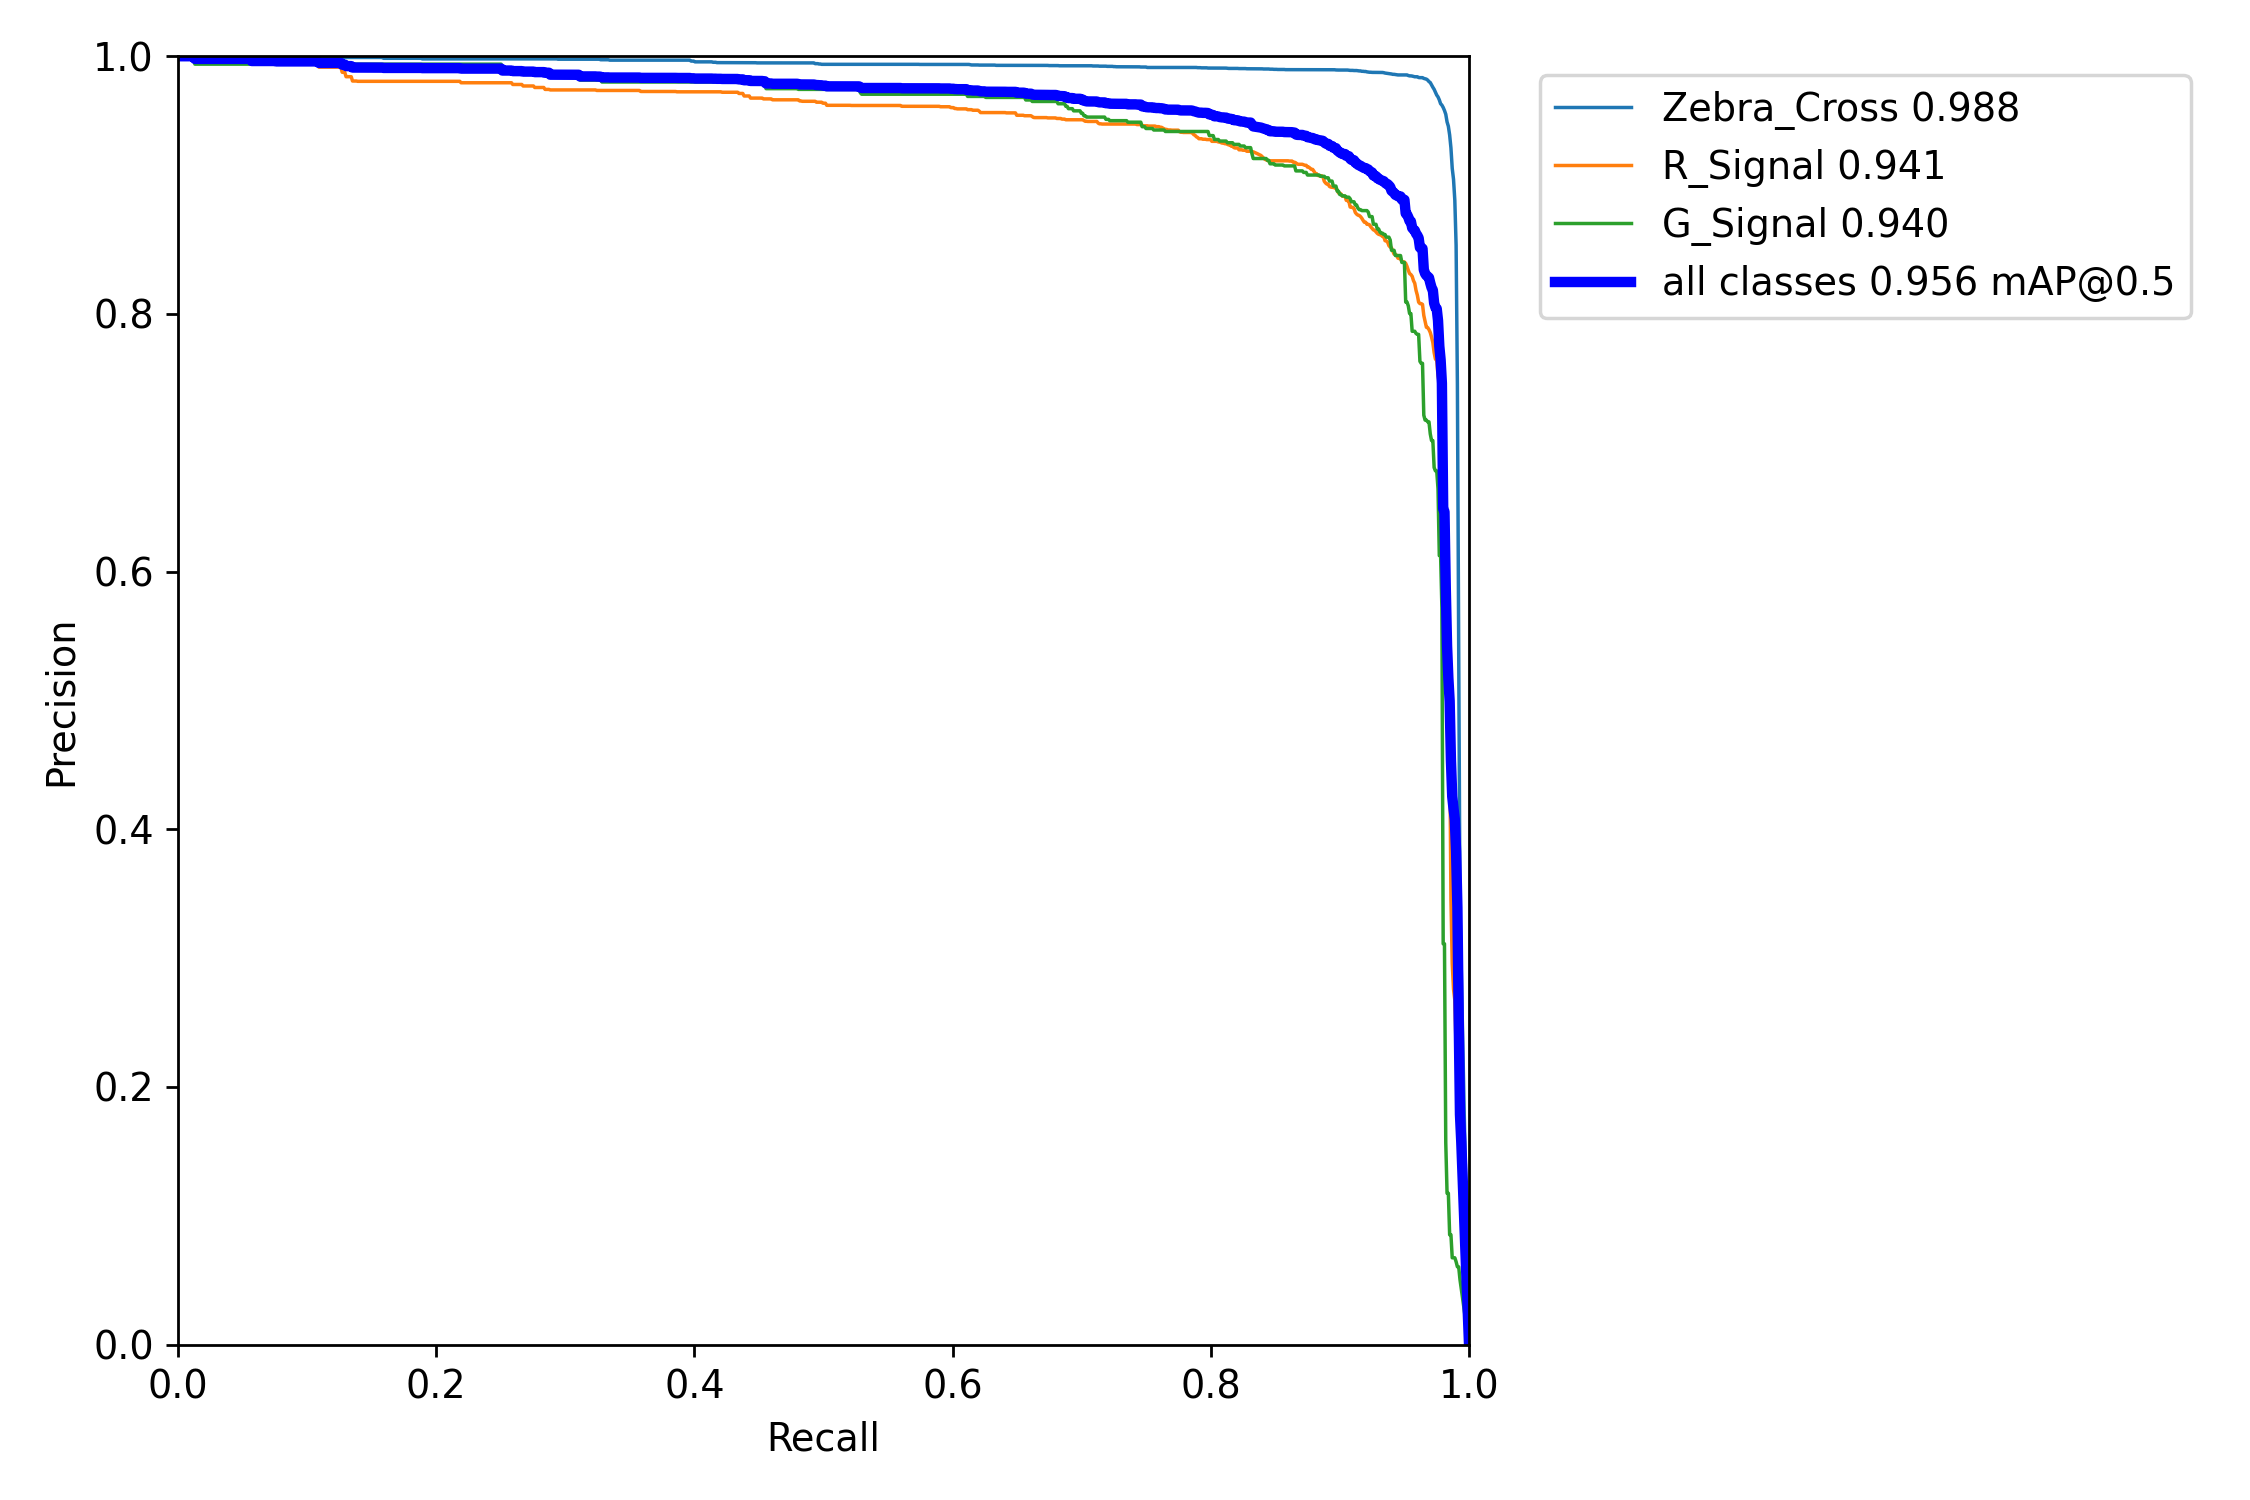 1.0
0.8
0.6
0.4
0.2
0.0
Precision
0.0 0.2 0.4 0.6 0.8 1.0
Recall
Zebra_Cross 0.988
R_Signal 0.941
G_Signal 0.940
all classes 0.956 mAP@0.5